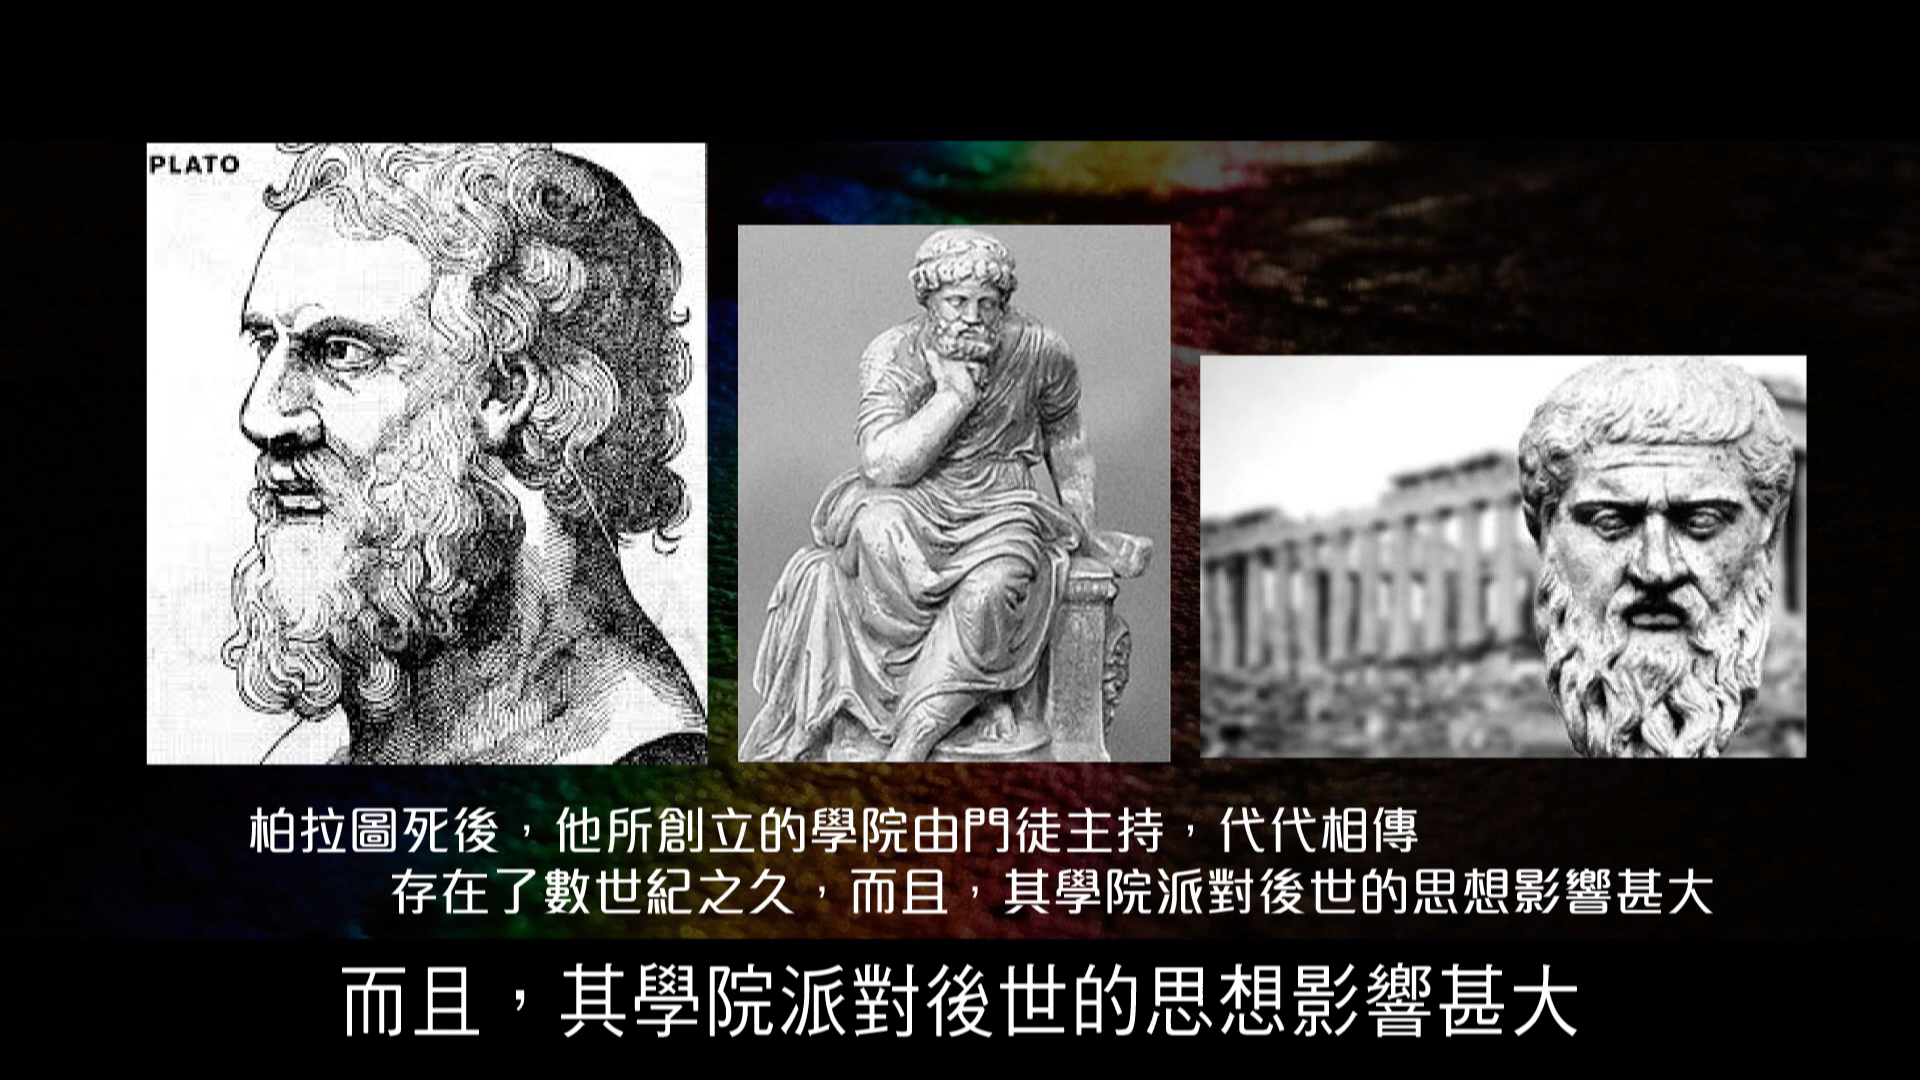 PLATO
柏拉圖死後，他所創立的學院由門徒主持，代代相傳
存在了數世紀之久，而且，其學院派對後世的思想影響甚大
而且，其學院派對後世的思想影響甚大